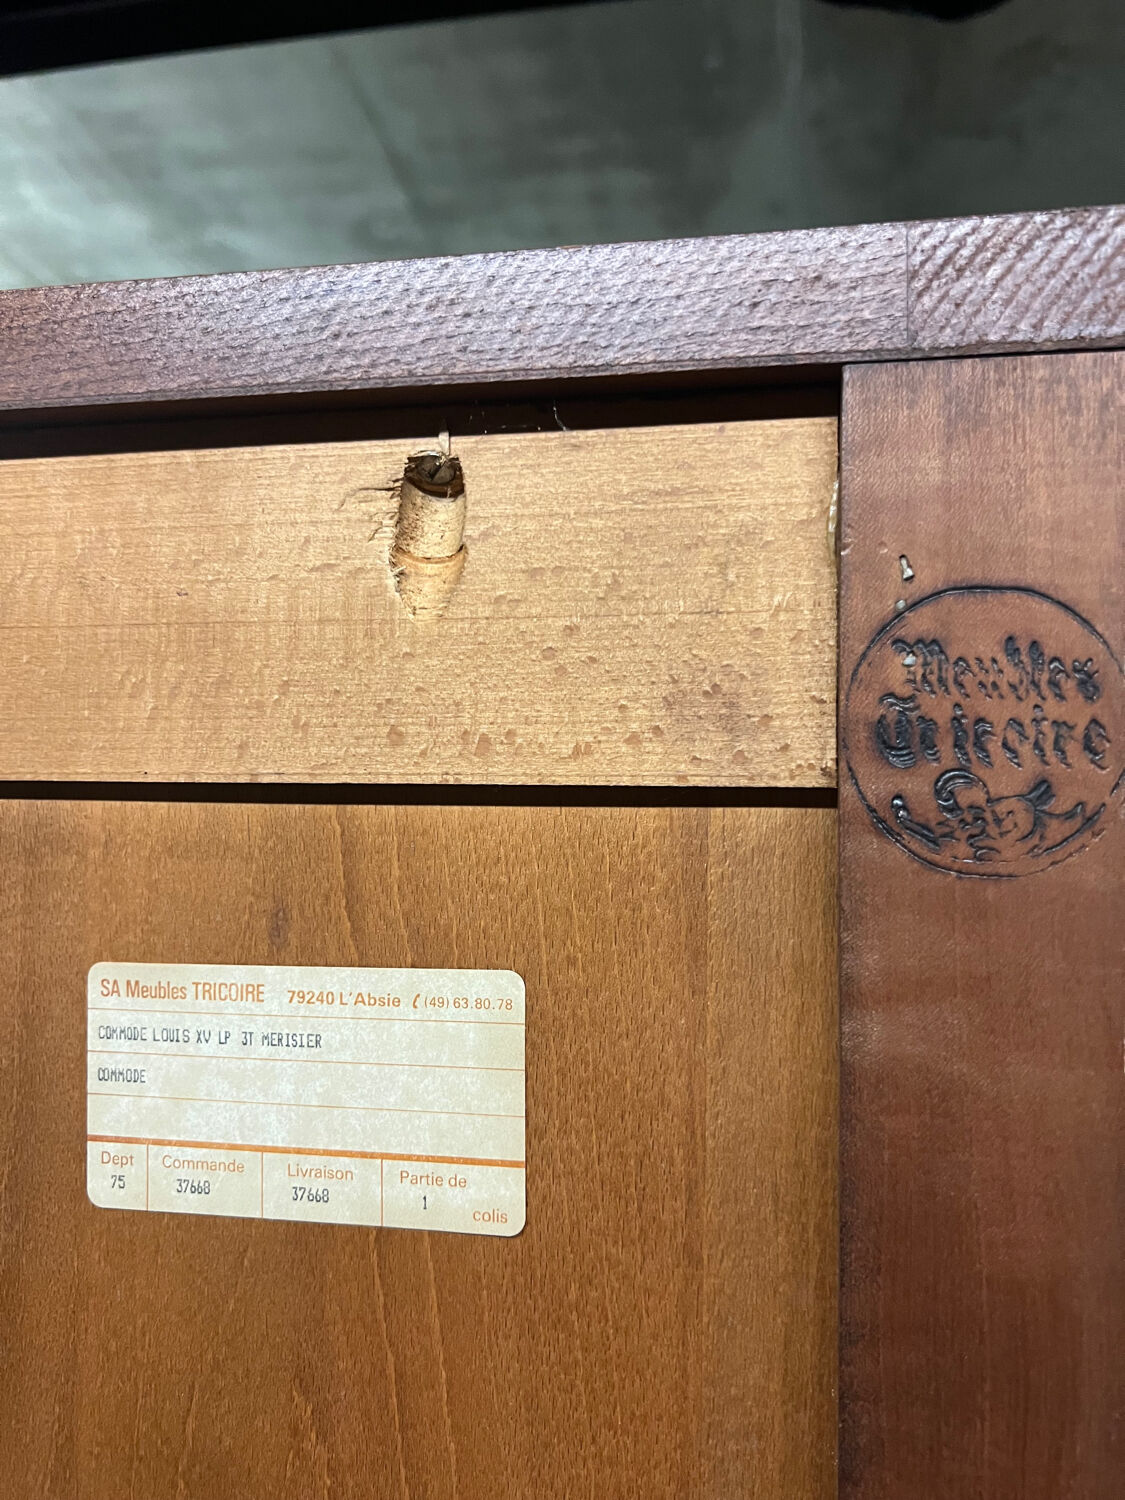 Meubles
Tricoire
SA Meubles TRICOIRE 79240 L'Absie (49) 63.80.78
COMMODE LOUIS XV LP 3T MERISIER
COMMODE
Dept Commande Livraison Partie de
75 37668 37668 1
colis